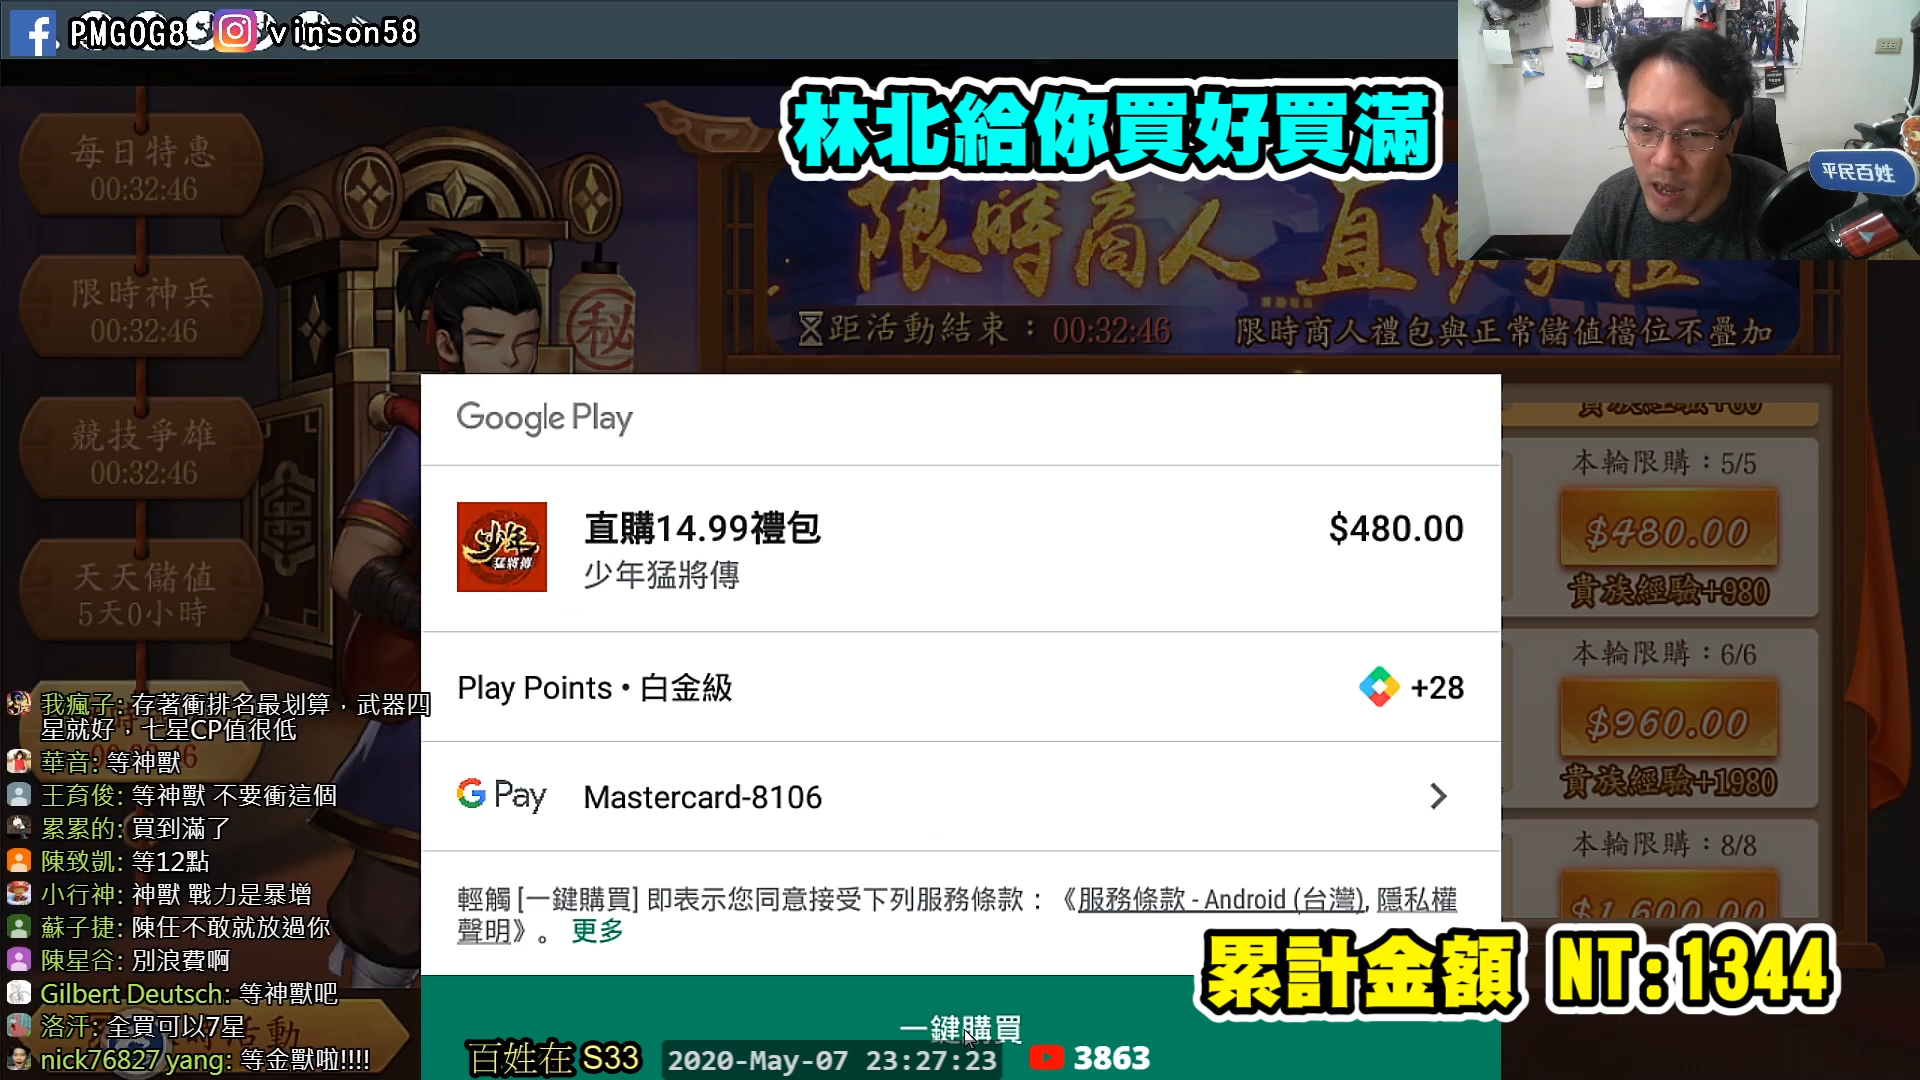 PMGOG8
vinson58
林北給你買好買滿
平民百姓
每日特惠
00:32:46
限時神兵
00:32:46
競技爭雄
00:32:46
天天儲值
5天0小時
秘
限時商人 直
距活動結束：00:32:46
限時商人禮包與正常儲值檔位不疊加
Google Play
直購14.99禮包
$480.00
少年猛將傳
少年
猛將傳
Play Points • 白金級
+28
G Pay
Mastercard-8106
輕觸 [一鍵購買] 即表示您同意接受下列服務條款：《服務條款 - Android (台灣), 隱私權
聲明》。 更多
一鍵購買
本輪限購：5/5
$480.00
貴族經驗+980
本輪限購：6/6
$960.00
貴族經驗+1980
本輪限購：8/8
$1,600.00
累計金額 NT:1344
我瘋子: 存著衝排名最划算，武器四
星就好，七星CP值很低
華音: 等神獸
王育俊: 等神獸 不要衝這個
累累的: 買到滿了
陳致凱: 等12點
小行神: 神獸 戰力是暴增
蘇子捷: 陳任不敢就放過你
陳星谷: 別浪費啊
Gilbert Deutsch: 等神獸吧
洛汗: 全買可以7星
nick76827 yang: 等金獸啦!!!!
百姓在 S33
2020-May-07 23:27:23
3863